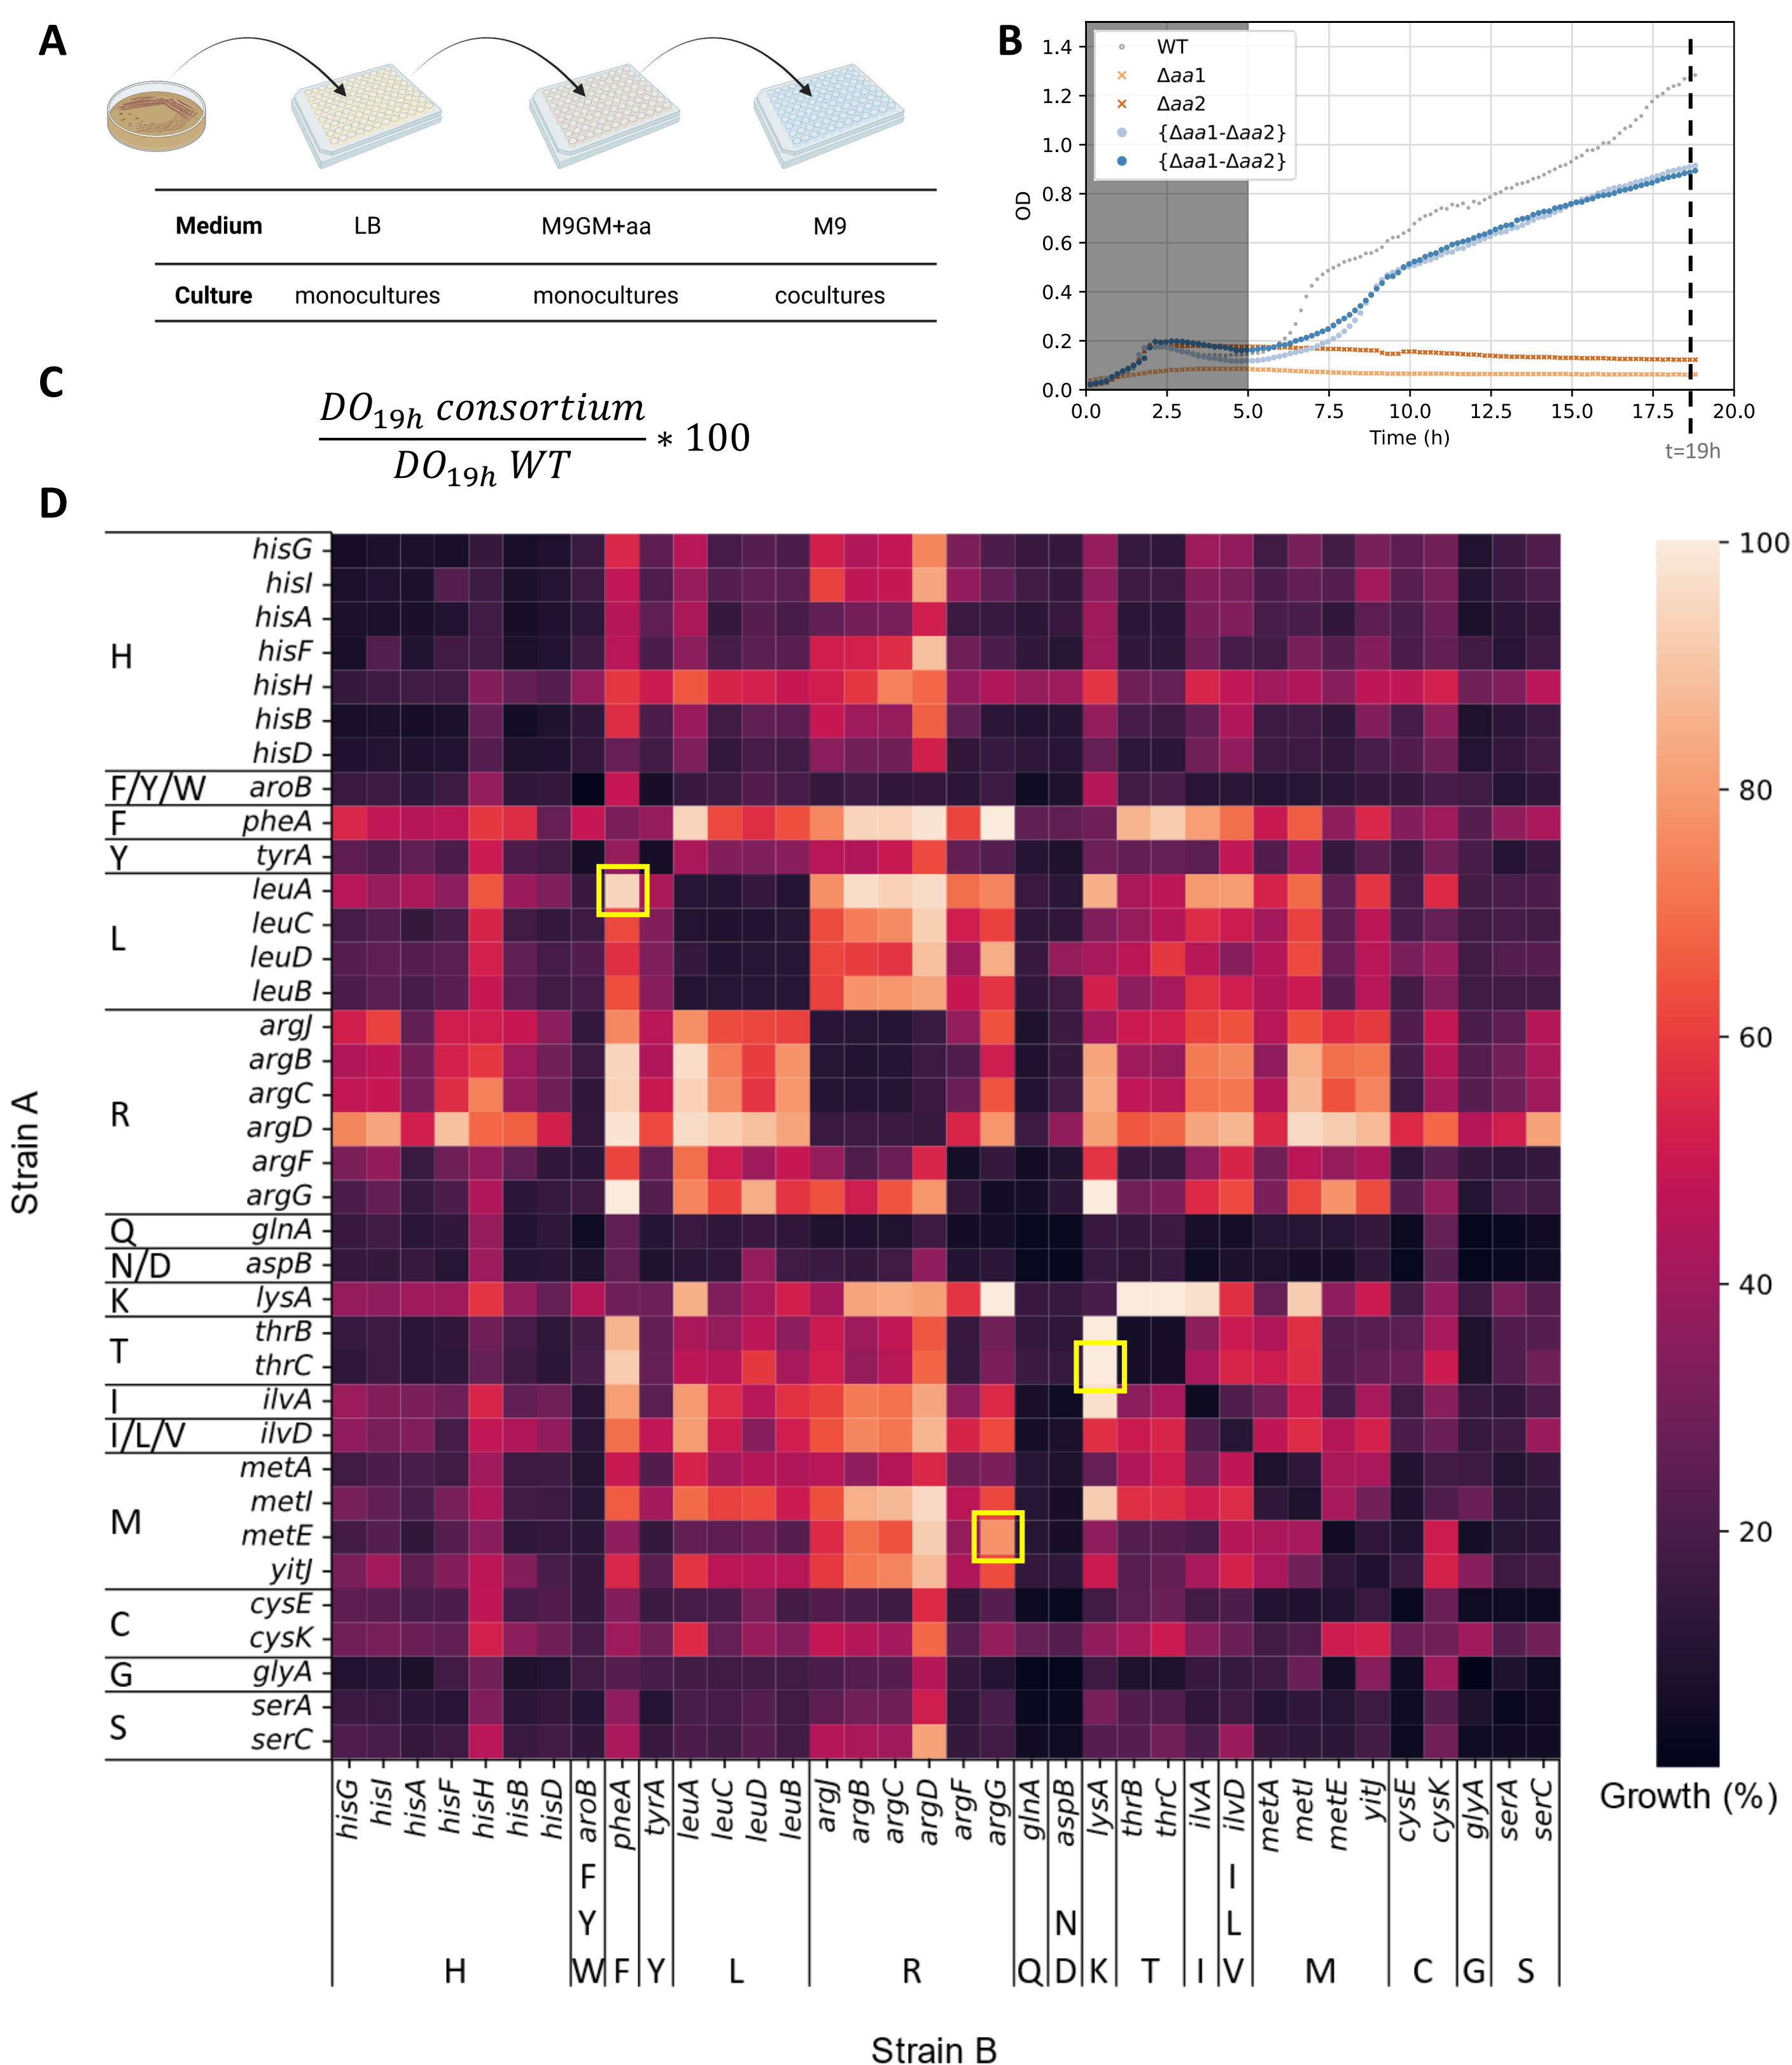 A
Medium LB M9GM+aa M9
Culture monocultures monocultures cocultures
B
WT
Δaa1
Δaa2
{Δaa1-Δaa2}
{Δaa1-Δaa2}
1.4
1.2
1.0
0.8
0.6
0.4
0.2
0.0
OD
0.0 2.5 5.0 7.5 10.0 12.5 15.0 17.5 20.0
Time (h)
t=19h
C
DO19h consortium
DO19h WT
* 100
D
Strain A
H
hisG
hisI
hisA
hisF
hisH
hisB
hisD
F/Y/W aroB
F pheA
Y tyrA
L
leuA
leuC
leuD
leuB
R
argJ
argB
argC
argD
argF
argG
Q glnA
N/D aspB
K lysA
T
thrB
thrC
I ilvA
I/L/V ilvD
M
metA
metI
metE
yitJ
C
cysE
cysK
G glyA
S
serA
serC
hisG hisI hisA hisF hisH hisB hisD aroB pheA tyrA leuA leuC leuD leuB argJ argB argC argD argF argG glnA aspB lysA thrB thrC ilvA ilvD metA metI metE yitJ cysE cysK glyA serA serC
F I
Y N L
H W F Y L R Q D K T I V M C G S
Strain B
100
80
60
40
20
Growth (%)